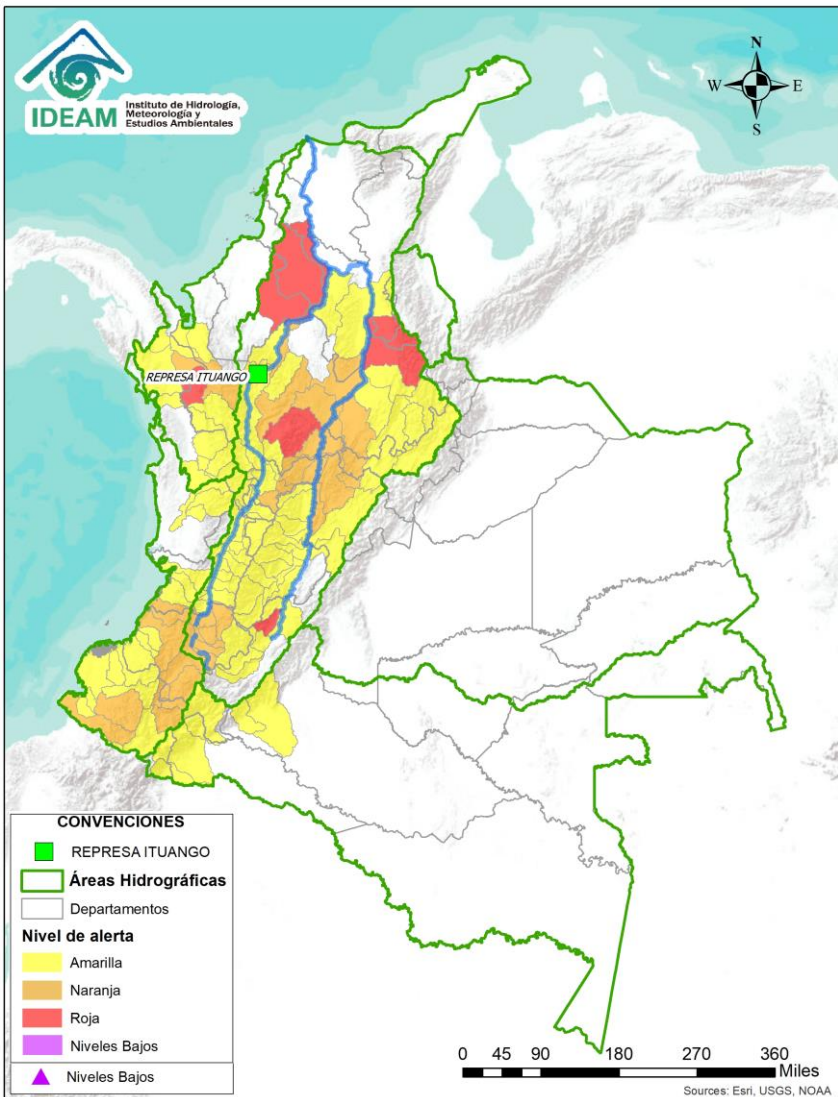 IDEAM
Instituto de Hidrología,
Meteorología y
Estudios Ambientales
N
W
E
S
REPRESA ITUANGO
CONVENCIONES
REPRESA ITUANGO
Áreas Hidrográficas
Departamentos
Nivel de alerta
Amarilla
Naranja
Roja
Niveles Bajos
Niveles Bajos
0 45 90 180 270 360
Miles
Sources: Esri, USGS, NOAA